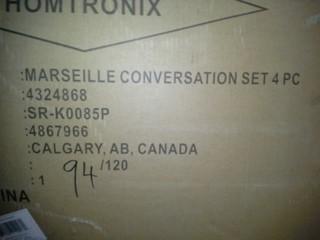 HOMTRONIX
:MARSEILLE CONVERSATION SET 4 PC
:4324868
:SR-K0085P
:4867966
:CALGARY, AB, CANADA
: 94/120
: 1
INA